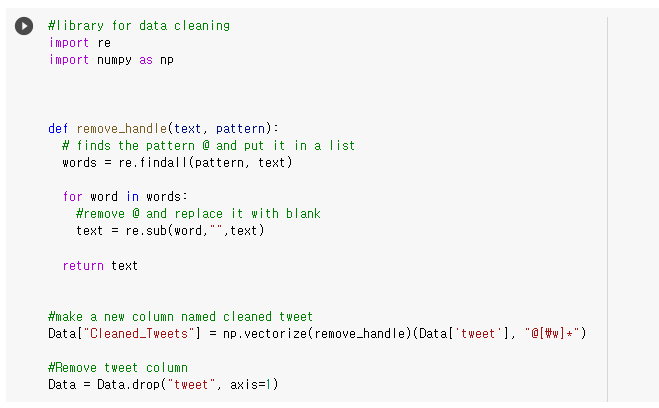 #library for data cleaning
import re
import numpy as np
def remove_handle(text, pattern):
# finds the pattern @ and put it in a list
words = re.findall(pattern, text)
for word in words:
#remove @ and replace it with blank
text = re.sub(word,"",text)
return text
#make a new column named cleaned tweet
Data["Cleaned_Tweets"] = np.vectorize(remove_handle)(Data['tweet'], "@[₩w]*")
#Remove tweet column
Data = Data.drop("tweet", axis=1)